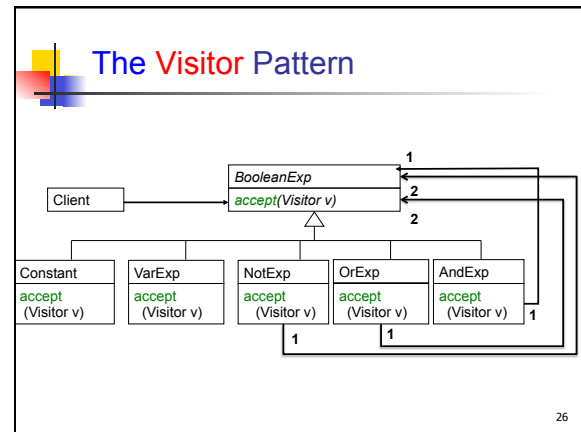 The Visitor Pattern
1
BooleanExp
Client
accept(Visitor v)
2
2
Constant
VarExp
NotExp
OrExp
AndExp
accept
(Visitor v)
accept
(Visitor v)
accept
(Visitor v)
accept
(Visitor v)
accept
(Visitor v)
1
1
1
26